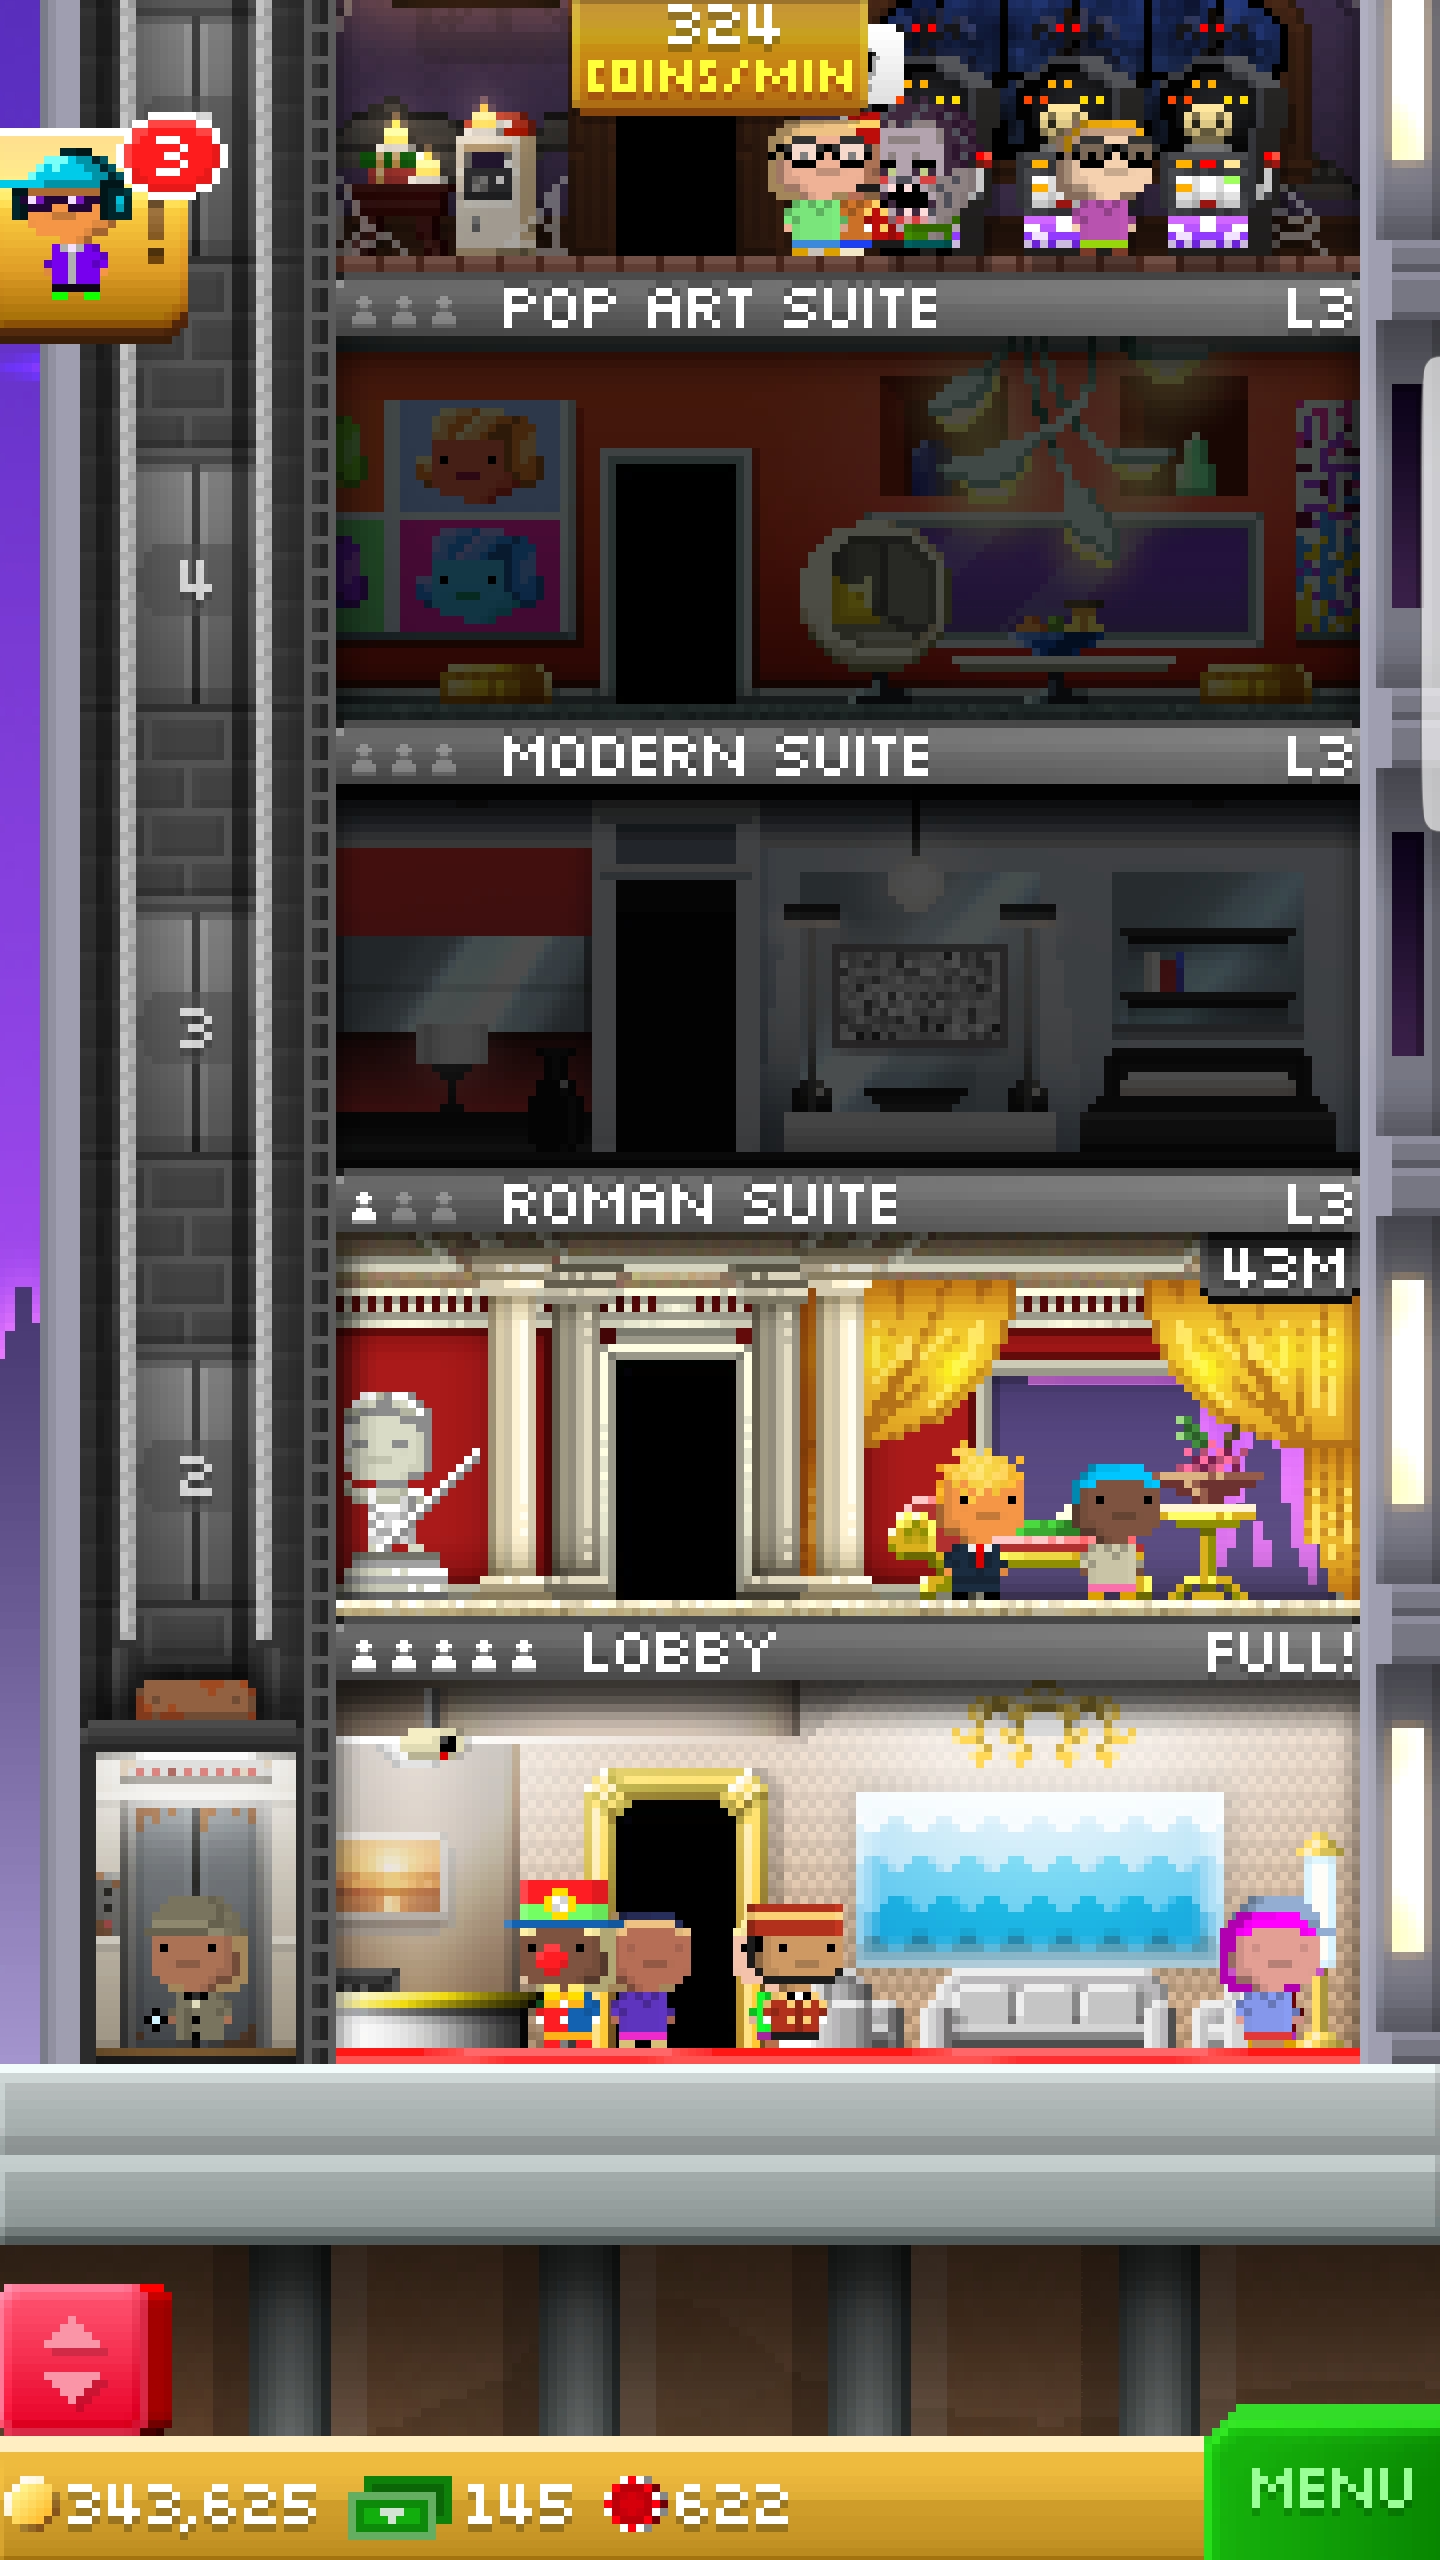 324
COINS/MIN
3
POP ART SUITE L3
4
MODERN SUITE L3
3
ROMAN SUITE L3
43M
2
LOBBY FULL!
343,625 145 622
MENU